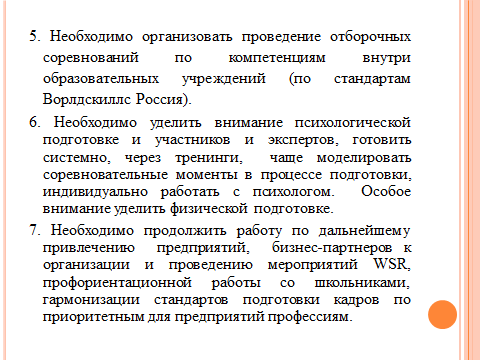 5. Необходимо организовать проведение отборочных
соревнований по компетенциям внутри
образовательных учреждений (по стандартам
Ворлдскиллс Россия).
6. Необходимо уделить внимание психологической
подготовке и участников и экспертов, готовить
системно, через тренинги, чаще моделировать
соревновательные моменты в процессе подготовки,
индивидуально работать с психологом. Особое
внимание уделить физической подготовке.
7. Необходимо продолжить работу по дальнейшему
привлечению предприятий, бизнес-партнеров к
организации и проведению мероприятий WSR,
профориентационной работы со школьниками,
гармонизации стандартов подготовки кадров по
приоритетным для предприятий профессиям.